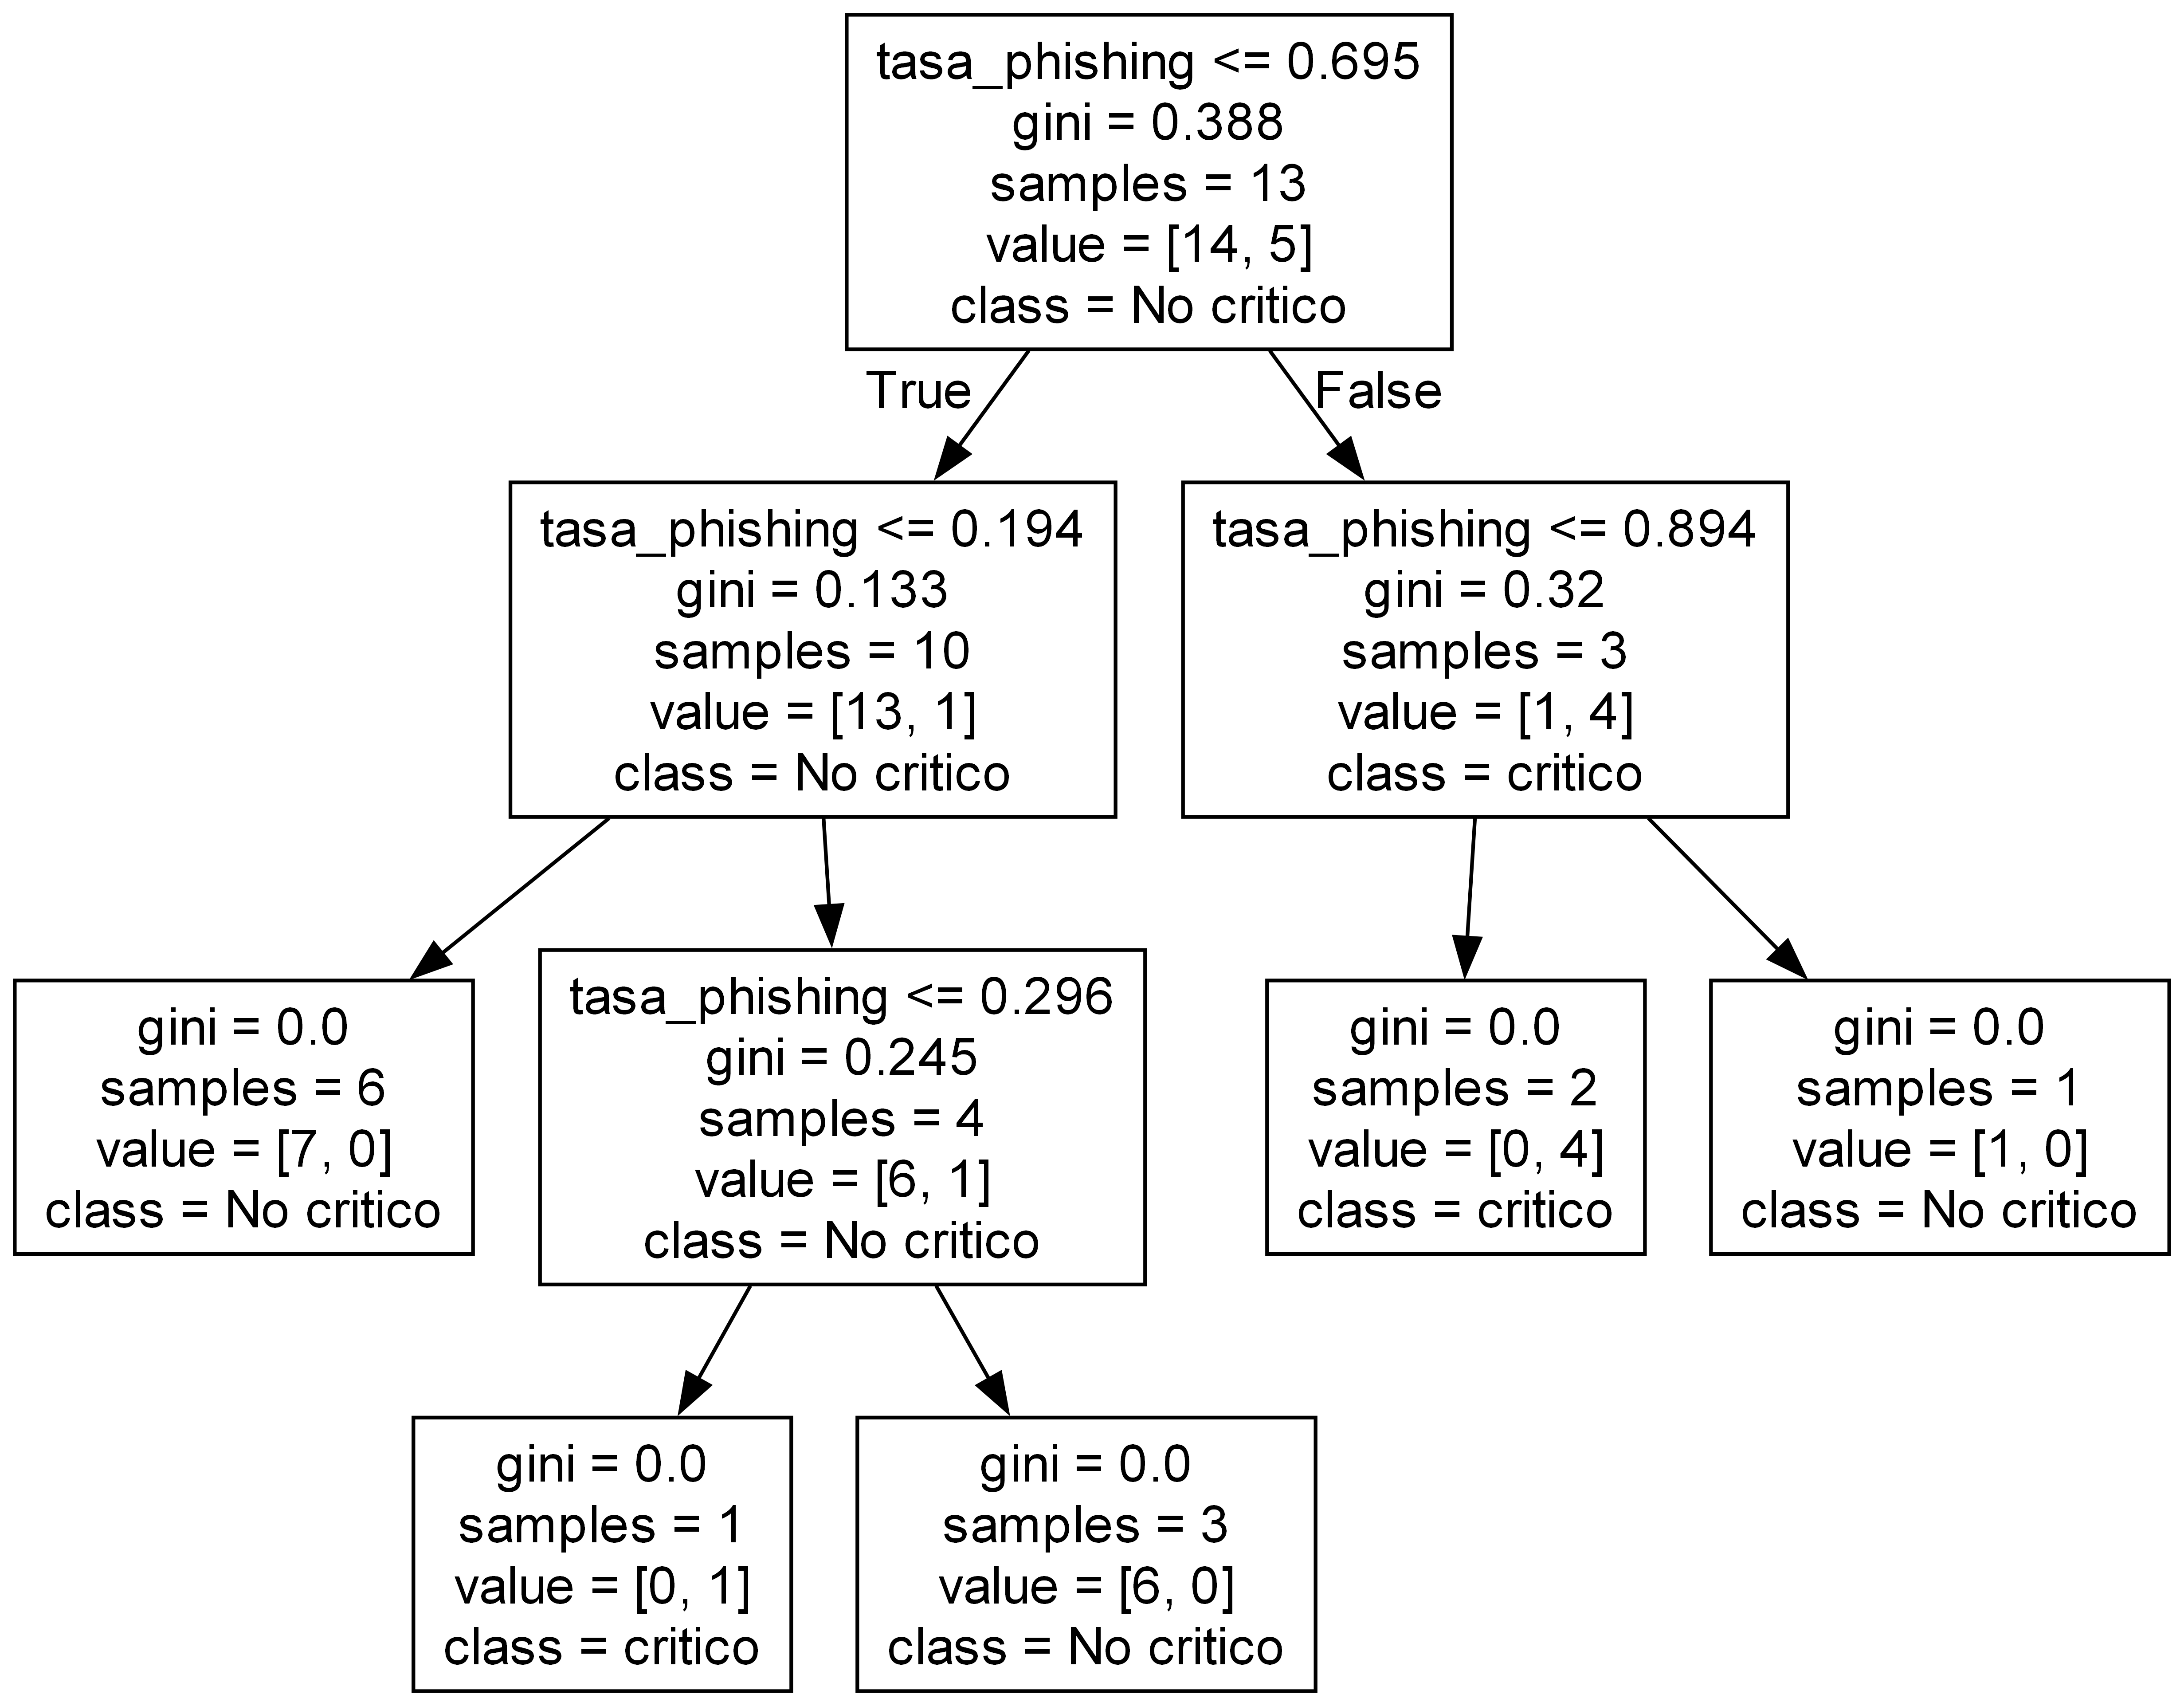 tasa_phishing <= 0.695
gini = 0.388
samples = 13
value = [14, 5]
class = No critico
True
False
tasa_phishing <= 0.194
gini = 0.133
samples = 10
value = [13, 1]
class = No critico
tasa_phishing <= 0.894
gini = 0.32
samples = 3
value = [1, 4]
class = critico
gini = 0.0
samples = 6
value = [7, 0]
class = No critico
tasa_phishing <= 0.296
gini = 0.245
samples = 4
value = [6, 1]
class = No critico
gini = 0.0
samples = 2
value = [0, 4]
class = critico
gini = 0.0
samples = 1
value = [1, 0]
class = No critico
gini = 0.0
samples = 1
value = [0, 1]
class = critico
gini = 0.0
samples = 3
value = [6, 0]
class = No critico